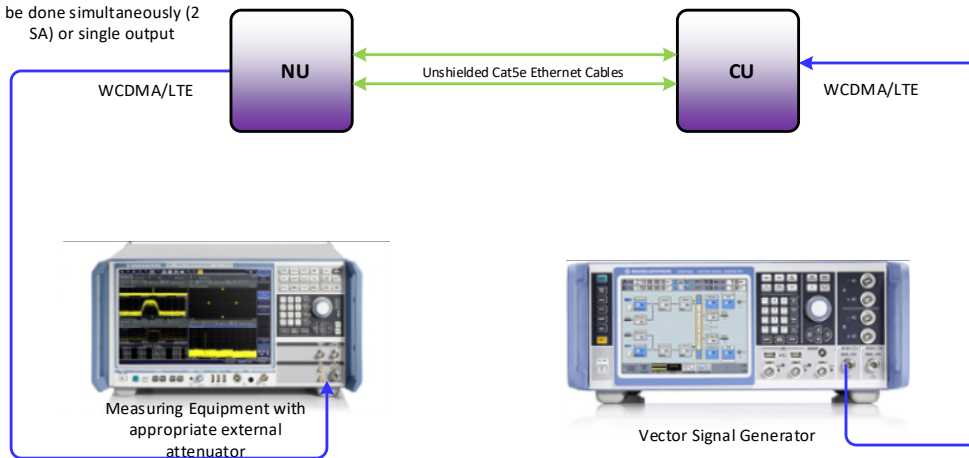 be done simultaneously (2
SA) or single output
NU
CU
Unshielded Cat5e Ethernet Cables
WCDMA/LTE
WCDMA/LTE
Measuring Equipment with
appropriate external
attenuator
Vector Signal Generator